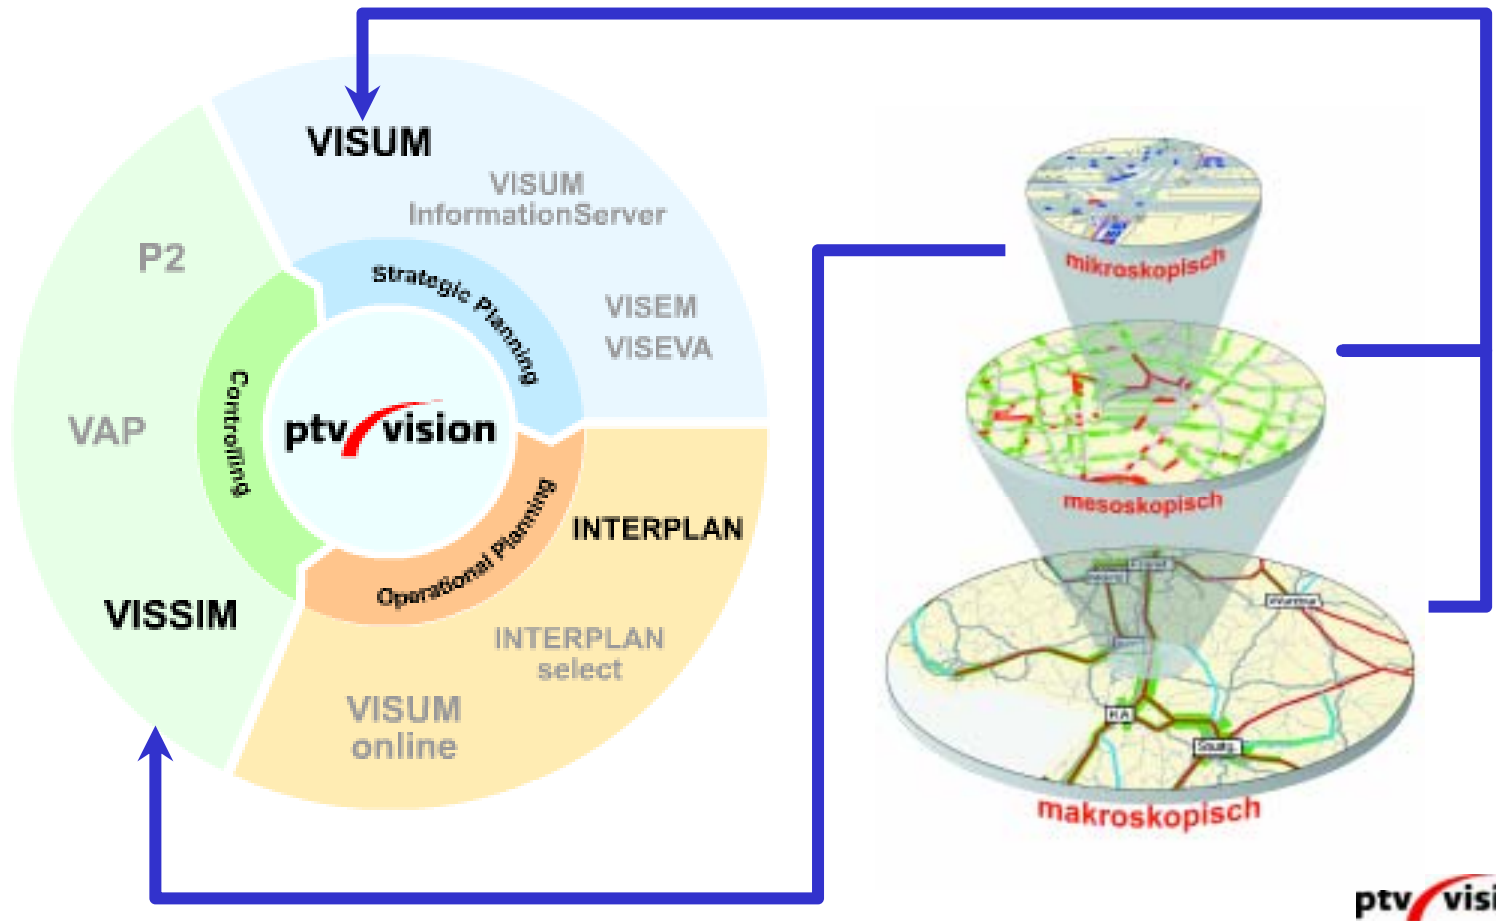 VISUM
VISUM
InformationServer
P2
VISEM
VISEVA
Strategic Planning
Controlling
VAP
ptv vision
Operational Planning
INTERPLAN
VISSIM
INTERPLAN
select
VISUM
online
mikroskopisch
mesoskopisch
KA
makroskopisch
ptv visi